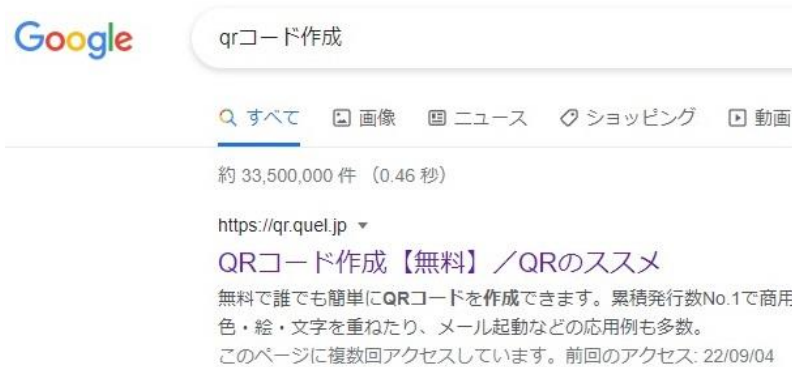 Google
qrコード作成
すべて 画像 ニュース ショッピング 動画
約 33,500,000 件 （0.46 秒）
https://qr.quel.jp
QRコード作成【無料】／QRのススメ
無料で誰でも簡単にQRコードを作成できます。累積発行数No.1で商用
色・絵・文字を重ねたり、メール起動などの応用例も多数。
このページに複数回アクセスしています。前回のアクセス: 22/09/04